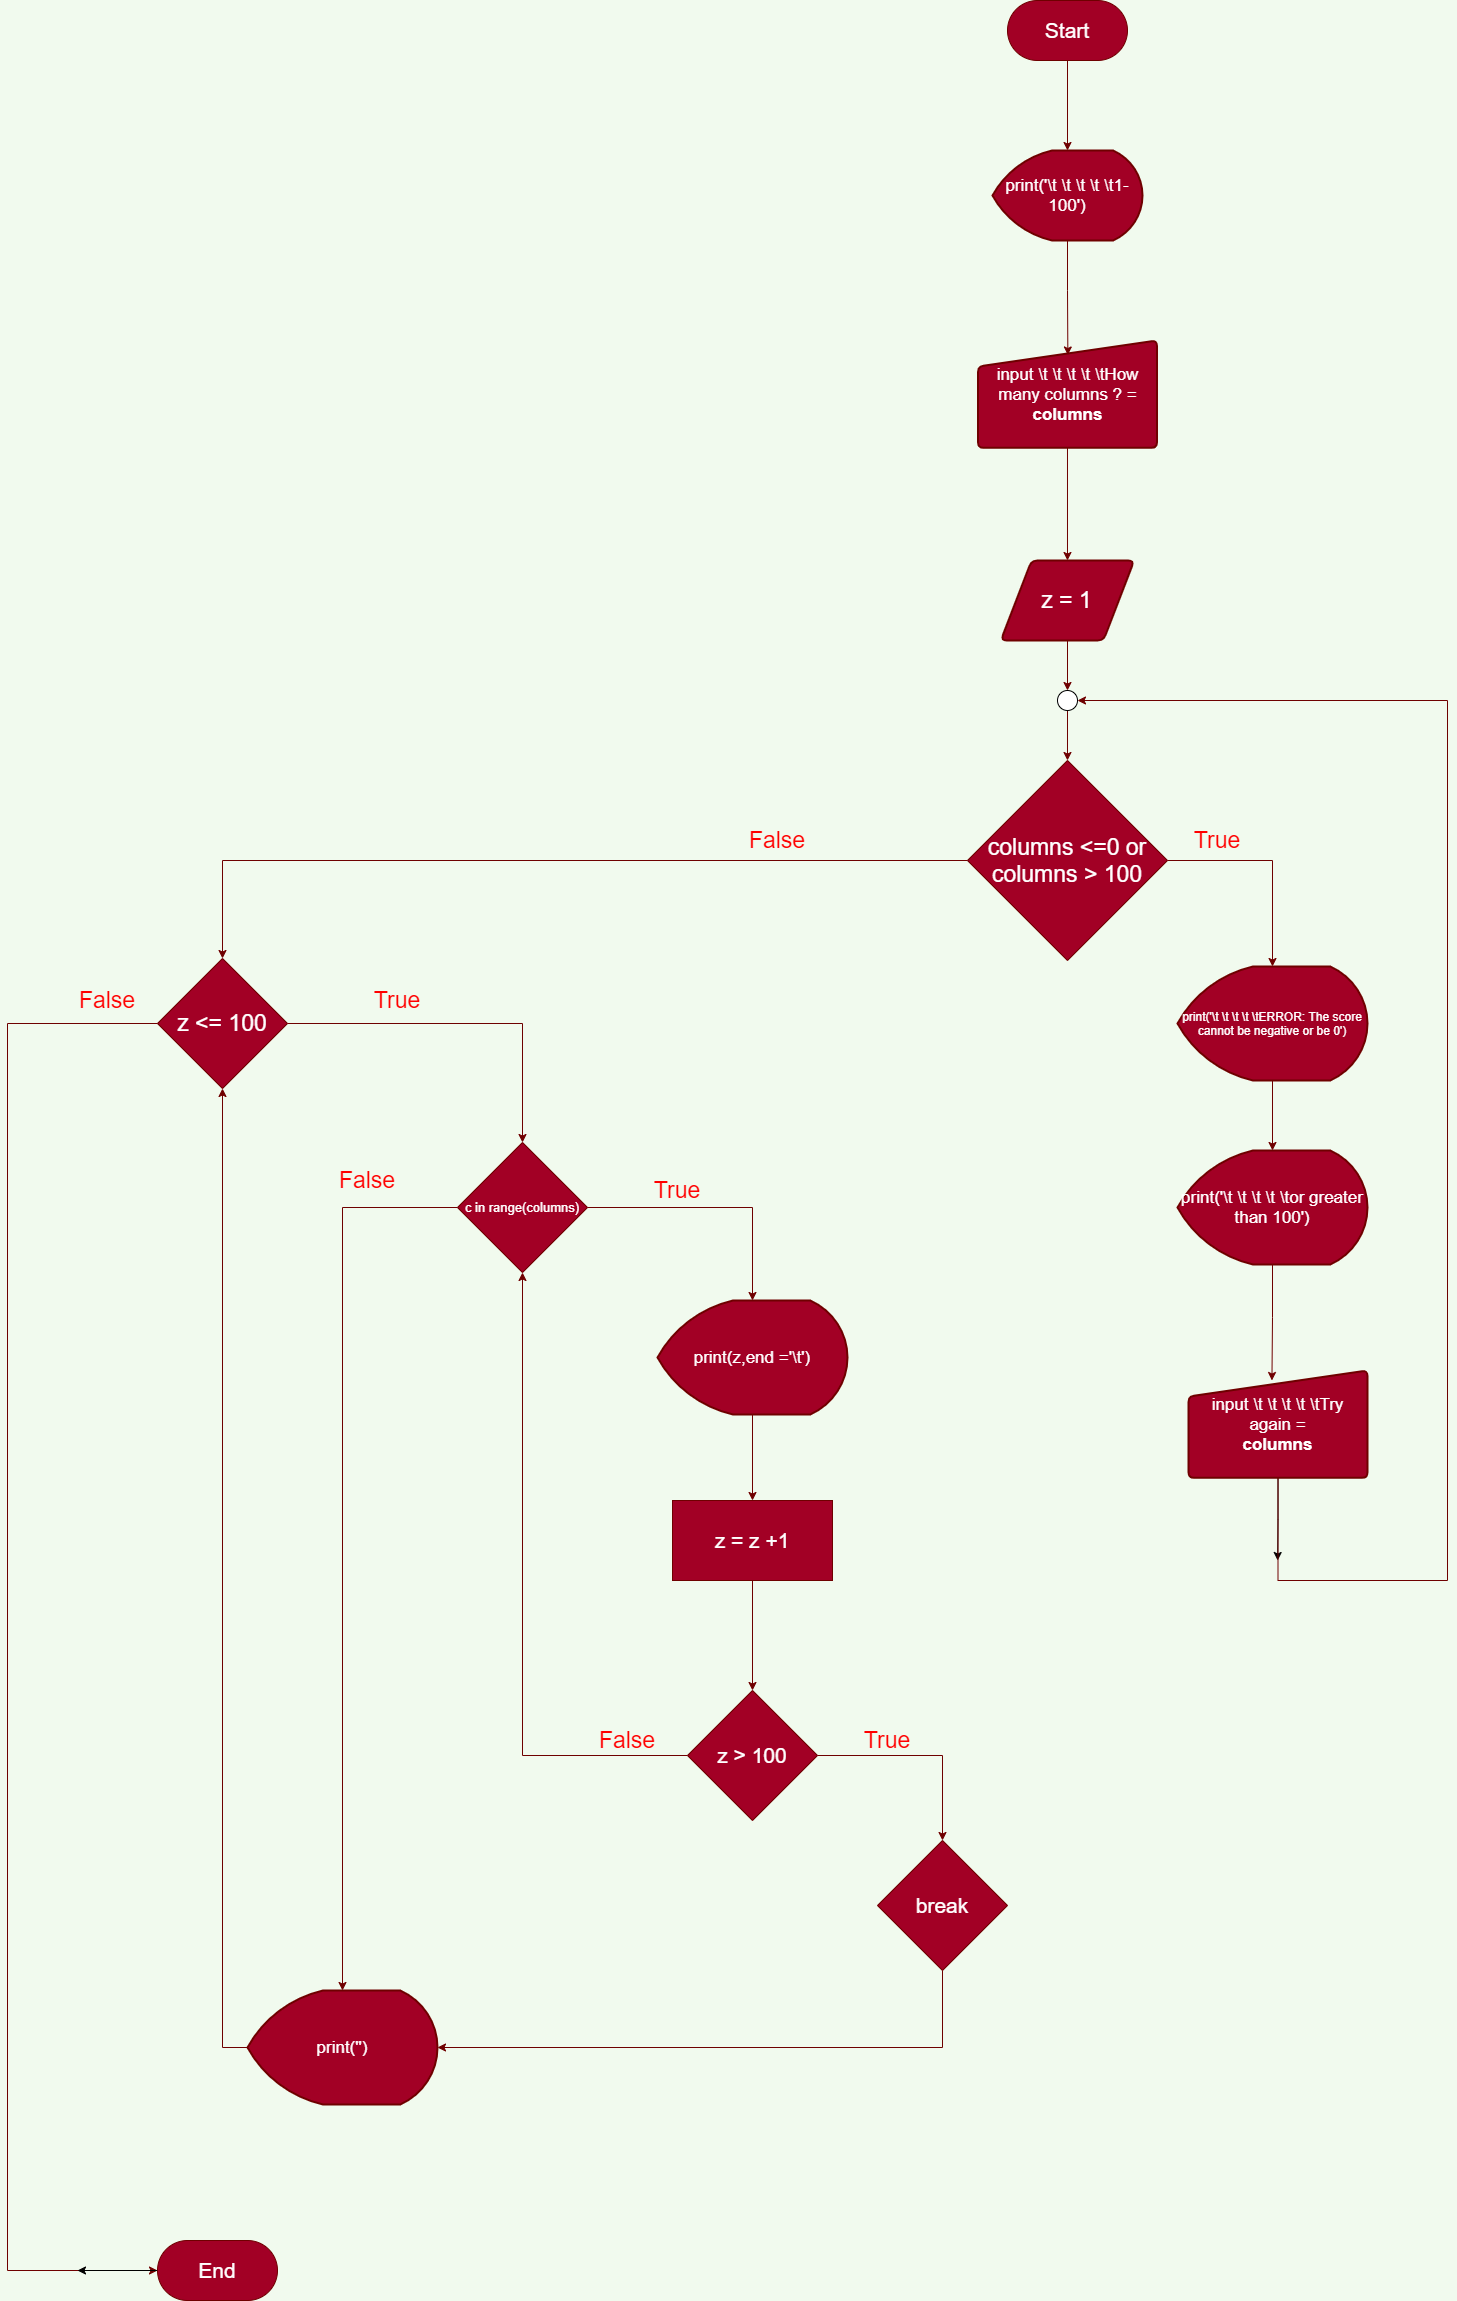 Start
print('\t \t \t \t \t1-
100')
input \t \t \t \t \tHow
many columns ? =
columns
z = 1
columns <=0 or
columns > 100
False
True
z <= 100
False
True
print('\t \t \t \t \tERROR: The score
cannot be negative or be 0')
c in range(columns)
False
True
print('\t \t \t \t \tor greater
than 100')
print(z,end ='\t')
input \t \t \t \t \tTry
again =
columns
z = z +1
z > 100
False
True
break
print('')
End